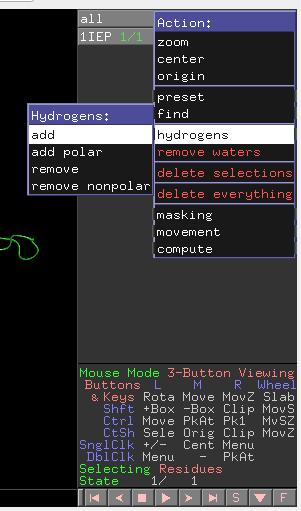 all
1IEP 1/1
Action:
zoom
center
origin
preset
find
hydrogens
remove waters
delete selections
delete everything
masking
movement
compute
Hydrogens:
add
add polar
remove
remove nonpolar
Mouse Mode 3-Button Viewing
Buttons L M R Wheel
& Keys Rota Move MovZ Slab
Shft +Box -Box Clip MovS
Ctrl Move PkAt Pk1 MvSZ
CtSh Sele Orig Clip MovZ
SnglClk +/- Cent Menu
DblClk Menu - PkAt
Selecting Residues
State 1/ 1
S F